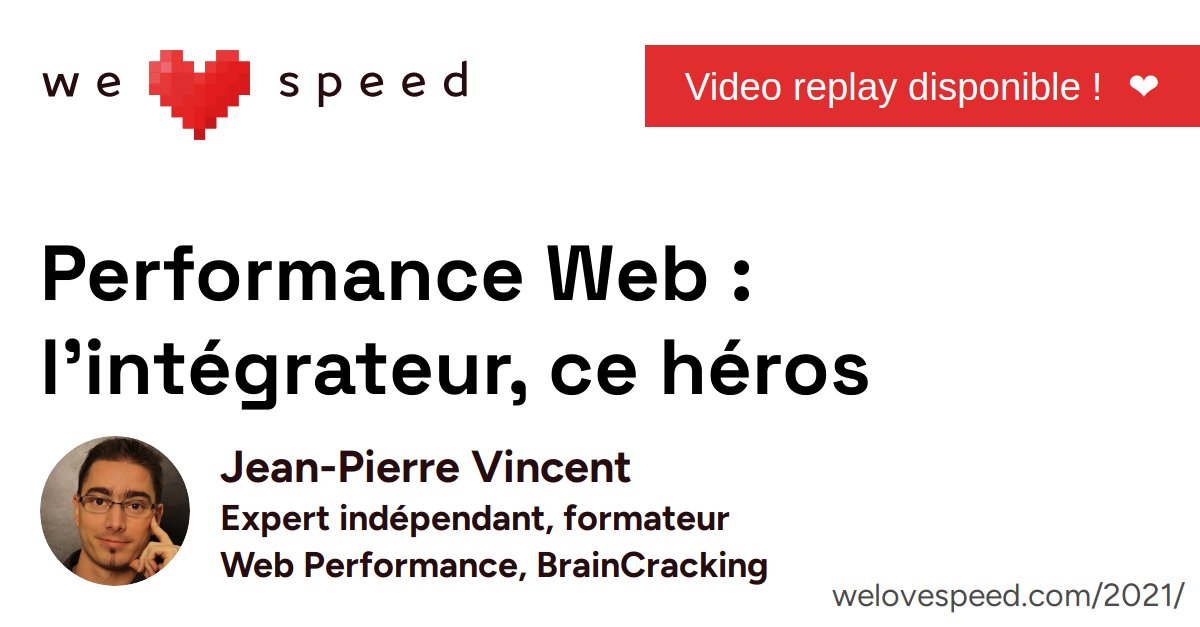 we ❤ speed
Video replay disponible ! ❤
Performance Web :
l’intégrateur, ce héros
Jean-Pierre Vincent
Expert indépendant, formateur
Web Performance, BrainCracking
welovespeed.com/2021/